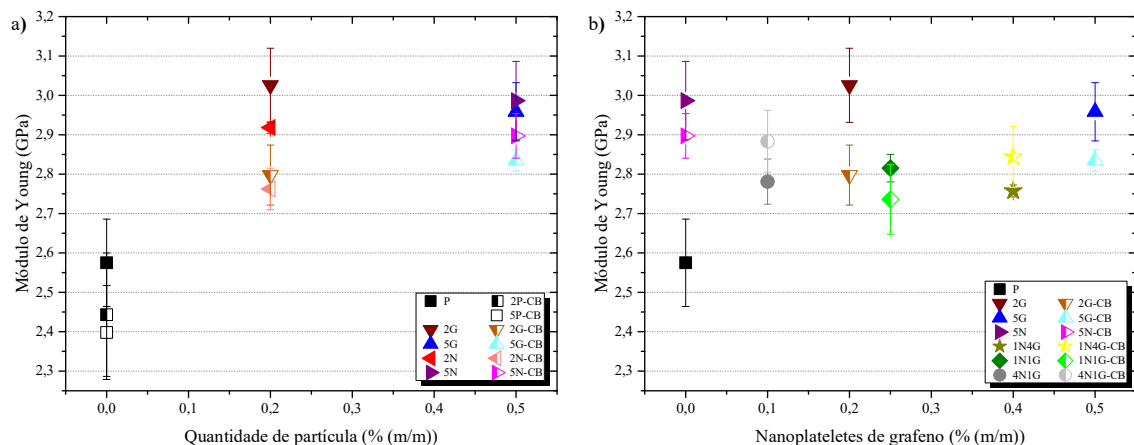 a)
3,2
3,1
3,0
2,9
2,8
2,7
2,6
2,5
2,4
2,3
Módulo de Young (GPa)
0,0 0,2 0,2 0,3 0,4 0,5
Quantidade de partícula (% (m/m))
P 2P-CB
5P-CB
2G 2G-CB
5G 5G-CB
2N 2N-CB
5N 5N-CB
b)
3,2
3,1
3,0
2,9
2,8
2,7
2,6
2,5
2,4
2,3
Módulo de Young (GPa)
0,0 0,1 0,2 0,3 0,4 0,5
Nanoplateletes de grafeno (% (m/m))
P
2G 2G-CB
5G 5G-CB
5N 5N-CB
1N4G 1N4G-CB
1N1G 1N1G-CB
4N1G 4N1G-CB